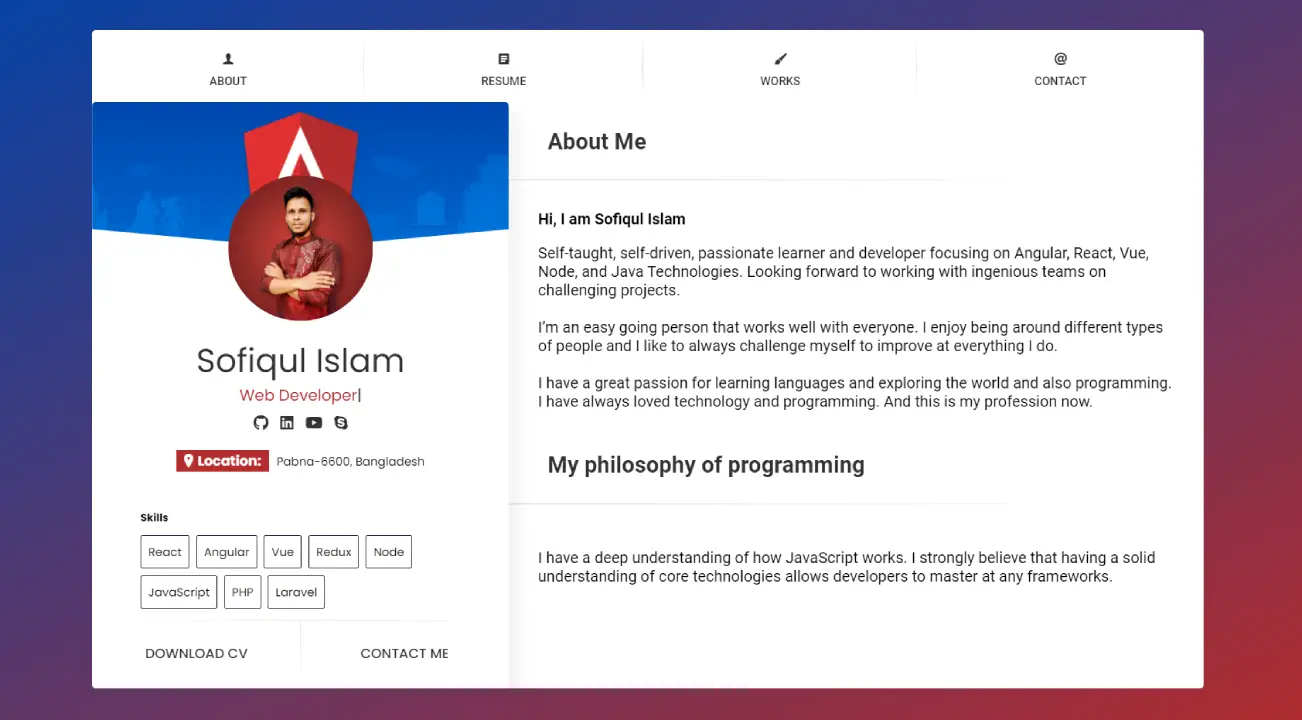 ABOUT
RESUME
WORKS
CONTACT
Sofiqul Islam
Web Developer|
Location: Pabna-6600, Bangladesh
Skills
React Angular Vue Redux Node
JavaScript PHP Laravel
DOWNLOAD CV
CONTACT ME
About Me
Hi, I am Sofiqul Islam
Self-taught, self-driven, passionate learner and developer focusing on Angular, React, Vue,
Node, and Java Technologies. Looking forward to working with ingenious teams on
challenging projects.
I’m an easy going person that works well with everyone. I enjoy being around different types
of people and I like to always challenge myself to improve at everything I do.
I have a great passion for learning languages and exploring the world and also programming.
I have always loved technology and programming. And this is my profession now.
My philosophy of programming
I have a deep understanding of how JavaScript works. I strongly believe that having a solid
understanding of core technologies allows developers to master at any frameworks.